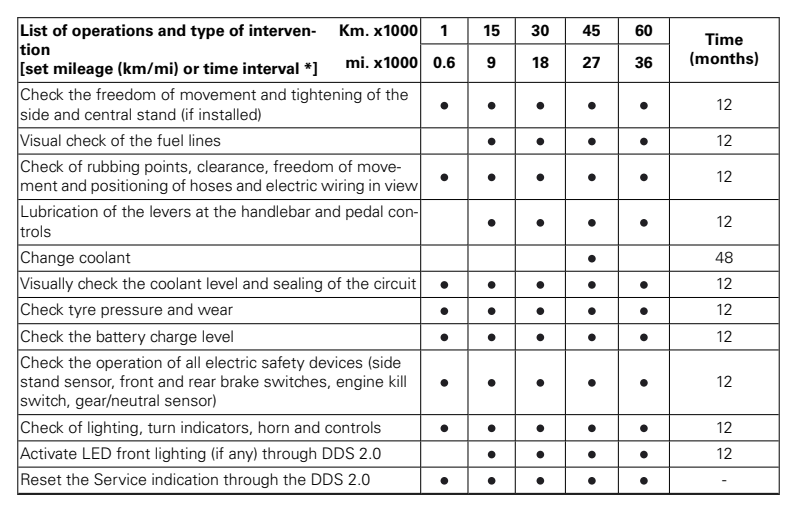 List of operations and type of interven- Km. x1000 1 15 30 45 60 Time
tion
[set mileage (km/mi) or time interval *] mi. x1000 0.6 9 18 27 36 (months)
Check the freedom of movement and tightening of the
side and central stand (if installed) ● ● ● ● ● 12
Visual check of the fuel lines ● ● ● ● 12
Check of rubbing points, clearance, freedom of move-
ment and positioning of hoses and electric wiring in view ● ● ● ● ● 12
Lubrication of the levers at the handlebar and pedal con-
trols ● ● ● ● 12
Change coolant ● 48
Visually check the coolant level and sealing of the circuit ● ● ● ● ● 12
Check tyre pressure and wear ● ● ● ● ● 12
Check the battery charge level ● ● ● ● ● 12
Check the operation of all electric safety devices (side
stand sensor, front and rear brake switches, engine kill ● ● ● ● ● 12
switch, gear/neutral sensor)
Check of lighting, turn indicators, horn and controls ● ● ● ● ● 12
Activate LED front lighting (if any) through DDS 2.0 ● ● ● ● 12
Reset the Service indication through the DDS 2.0 ● ● ● ● ● -